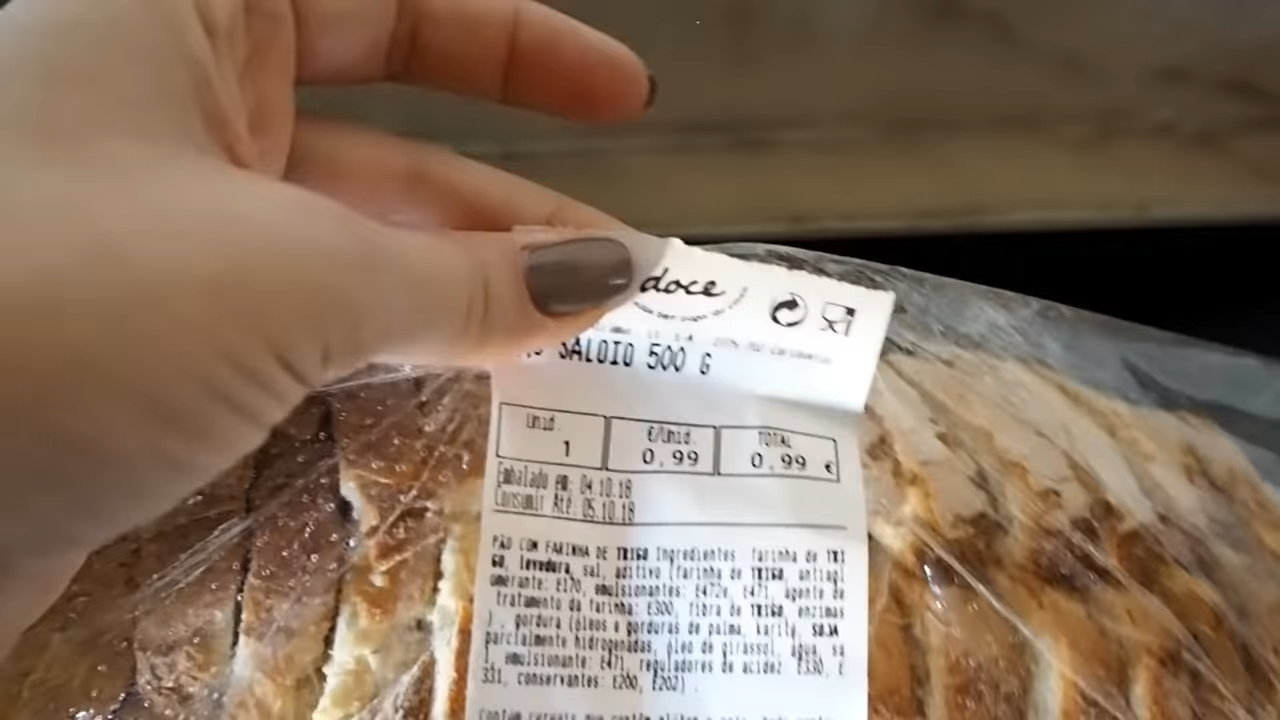 doce
SALOIO 500 G
Unid.
1
€/Unid.
0,99
TOTAL
0,99 €
Embalado em: 04.10.18
Consumir Até: 05.10.18
PÃO COM FARINHA DE TRIGO Ingredientes: farinha de TRI
GO, levedura, sal, aditivo (farinha de TRIGO, antiagl
omerante: E170, emulsionantes: E472e, E471, agente de
tratamento da farinha: E300, fibra de TRIGO, enzimas
), gordura (óleos e gorduras de palma, karité, SOJA
parcialmente hidrogenadas, óleo de girassol, água, sa
l, emulsionante: E471, reguladores de acidez: E330, E
331, conservantes: E200, E202).